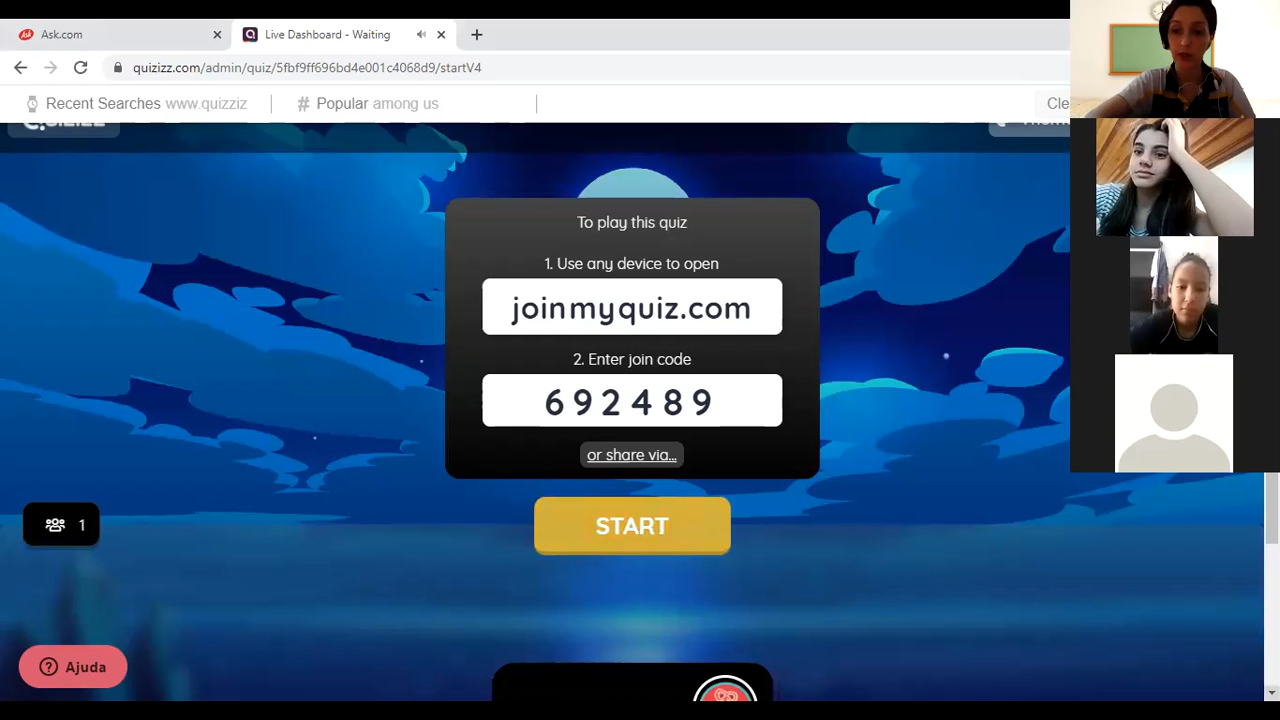 Ask.com
Live Dashboard - Waiting
quizizz.com/admin/quiz/5fbf9ff696bd4e001c4068d9/startV4
Recent Searches www.quizziz
# Popular among us
Cle
To play this quiz
1. Use any device to open
joinmyquiz.com
2. Enter join code
692489
or share via...
START
1
Ajuda